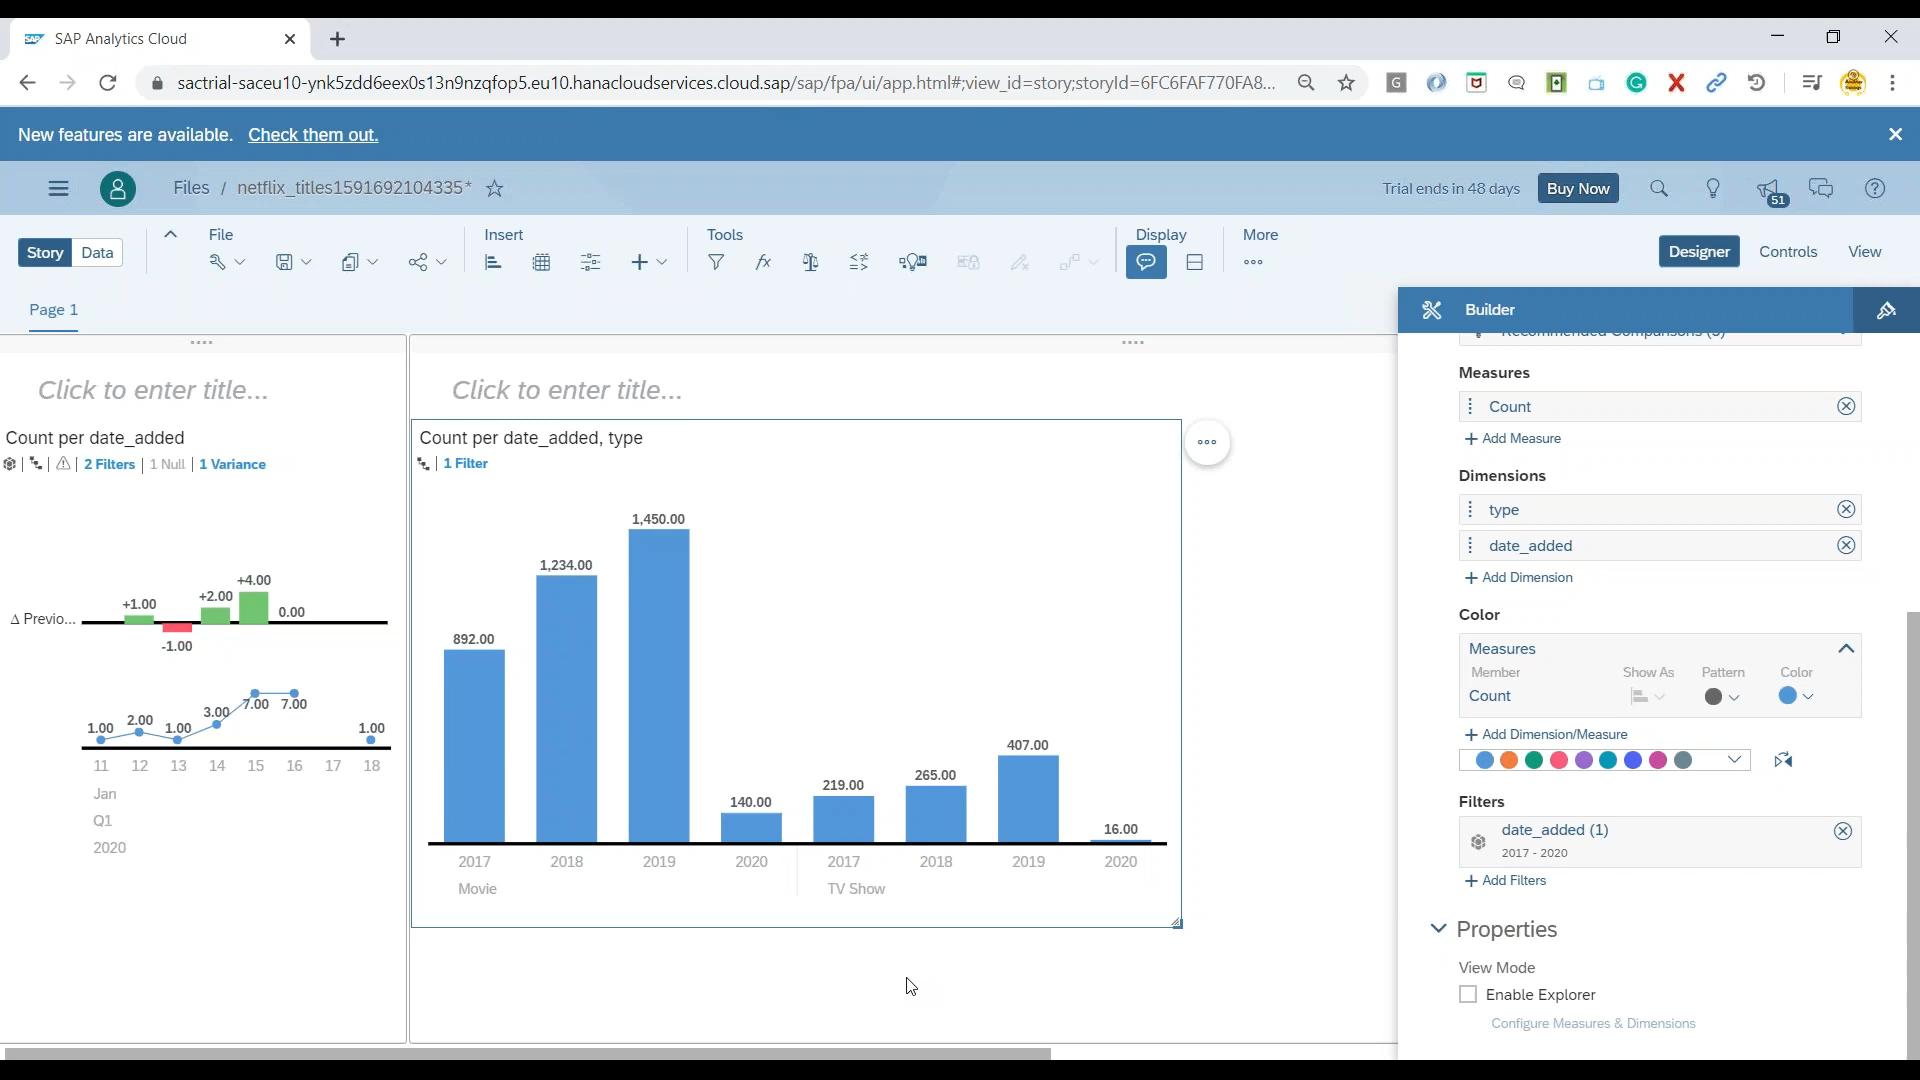 SAP Analytics Cloud
sactrial-saceu10-ynk5zdd6eex0s13n9nzqfop5.eu10.hanacloudservices.cloud.sap/sap/fpa/ui/app.html#;view_id=story;storyId=6FC6FAF770FA8...
New features are available. Check them out.
Files / netflix_titles1591692104335*
Trial ends in 48 days
Buy Now
51
Story Data
File
Insert
Tools
Display
More
Designer Controls View
Page 1
Click to enter title...
Count per date_added
2 Filters | 1 Null | 1 Variance
+4.00
+2.00
+1.00
0.00
Δ Previo...
-1.00
1.00 2.00 1.00 3.00 7.00 7.00 1.00
11 12 13 14 15 16 17 18
Jan
Q1
2020
Click to enter title...
Count per date_added, type
1 Filter
1,450.00
1,234.00
892.00
407.00
265.00
219.00
140.00
16.00
2017 2018 2019 2020 2017 2018 2019 2020
Movie TV Show
Builder
Recommended Comparisons (3)
Measures
Count
+ Add Measure
Dimensions
type
date_added
+ Add Dimension
Color
Measures
Member Show As Pattern Color
Count
+ Add Dimension/Measure
Filters
date_added (1)
2017 - 2020
+ Add Filters
Properties
View Mode
Enable Explorer
Configure Measures & Dimensions